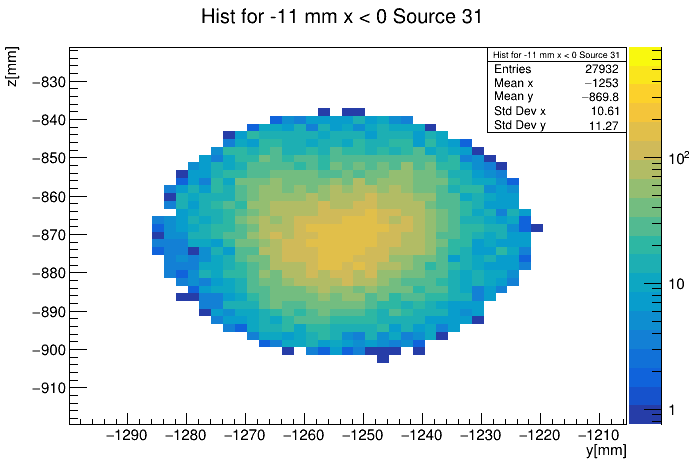 Hist for -11 mm x < 0 Source 31
z[mm]
Hist for -11 mm x < 0 Source 31
Entries 27932
Mean x −1253
Mean y −869.8
Std Dev x 10.61
Std Dev y 11.27
−830
−840
−850
−860
−870
−880
−890
−900
−910
10²
10
1
−1290 −1280 −1270 −1260 −1250 −1240 −1230 −1220 −1210
y[mm]